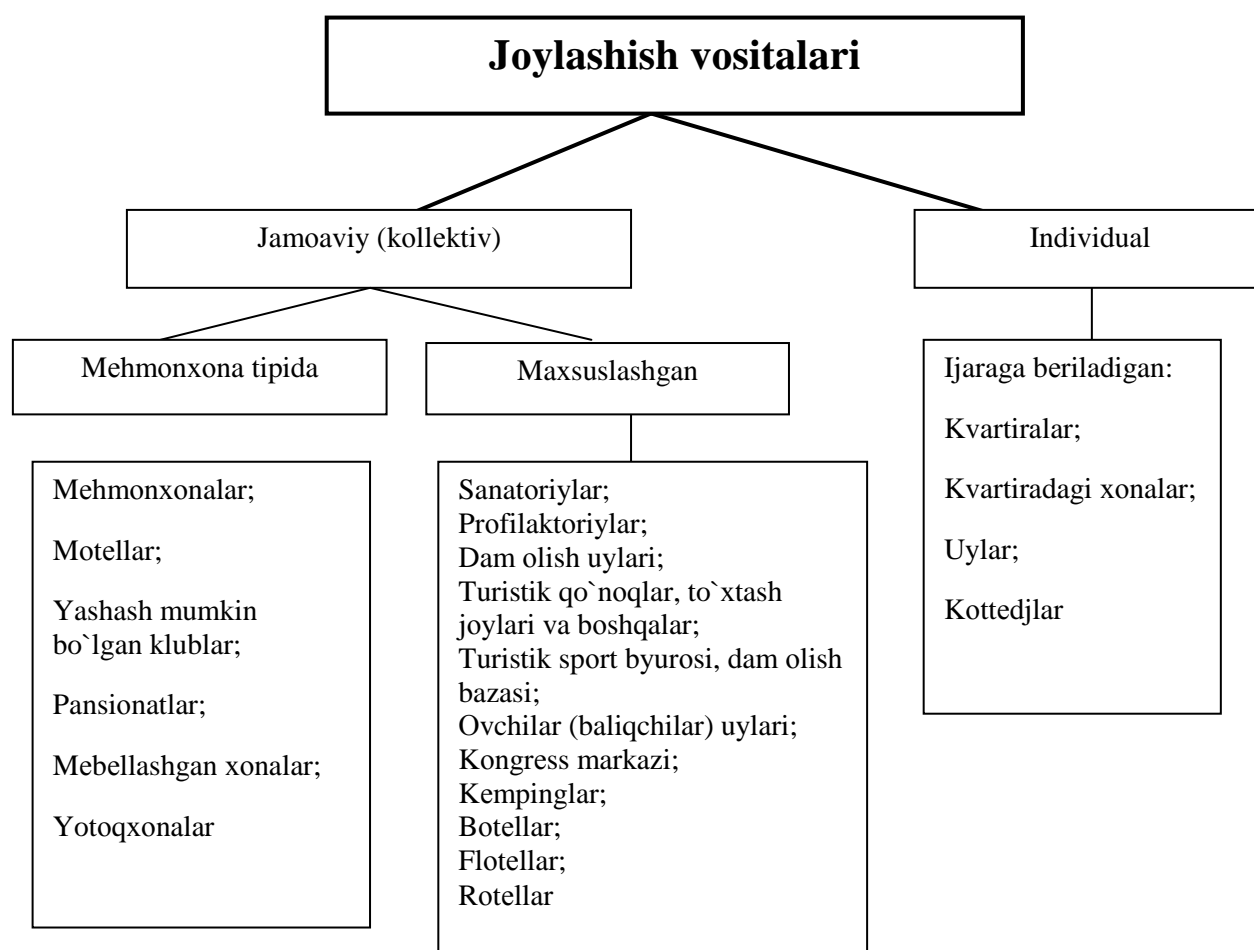 Joylashish vositalari
Jamoaviy (kollektiv)
Individual
Mehmonxona tipida
Maxsuslashgan
Mehmonxonalar;
Motellar;
Yashash mumkin
bo`lgan klublar;
Pansionatlar;
Mebellashgan xonalar;
Yotoqxonalar
Sanatoriylar;
Profilaktoriylar;
Dam olish uylari;
Turistik qo`noqlar, to`xtash
joylari va boshqalar;
Turistik sport byurosi, dam olish
bazasi;
Ovchilar (baliqchilar) uylari;
Kongress markazi;
Kempinglar;
Botellar;
Flotellar;
Rotellar
Ijaraga beriladigan:
Kvartiralar;
Kvartiradagi xonalar;
Uylar;
Kottedjlar